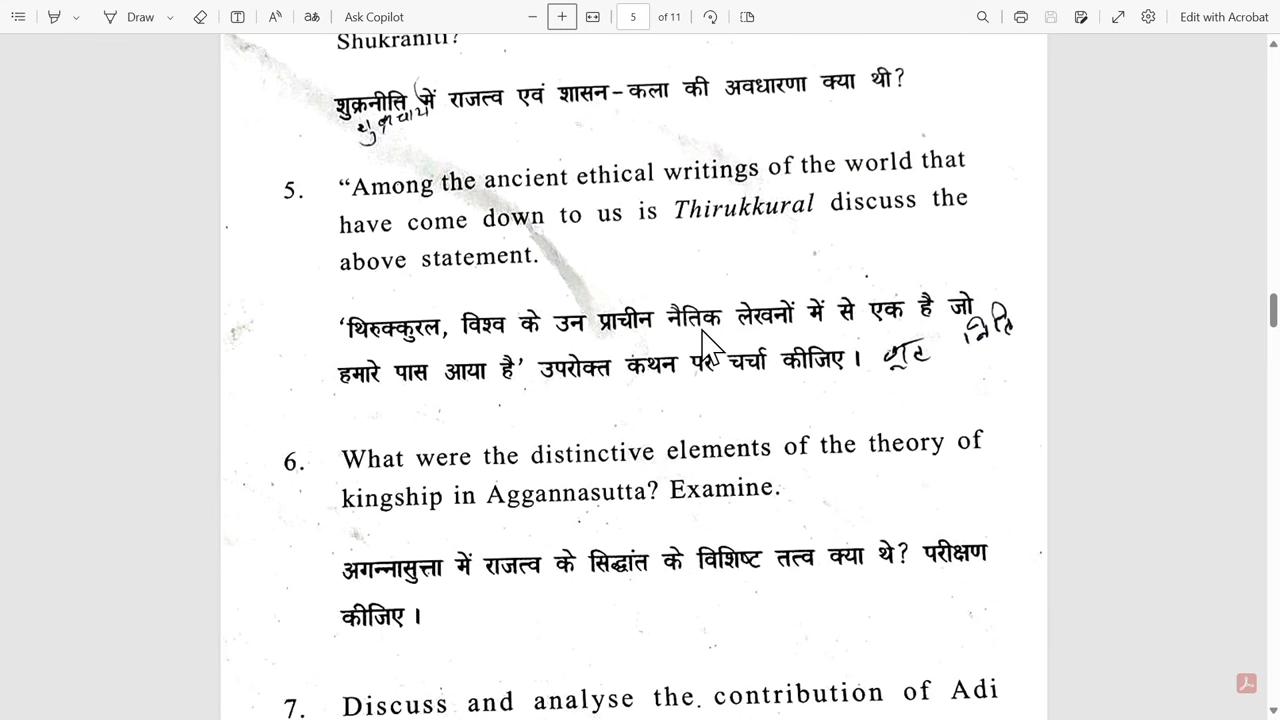 Draw
Ask Copilot
5 of 11
Edit with Acrobat
Shukraniti?
शुक्रनीति में राजत्व एवं शासन-कला की अवधारणा क्या थी?
5. “Among the ancient ethical writings of the world that
have come down to us is Thirukkural discuss the
above statement.
‘थिरुक्कुरल, विश्व के उन प्राचीन नैतिक लेखनों में से एक है जो
हमारे पास आया है’ उपरोक्त कथन पर चर्चा कीजिए।
6. What were the distinctive elements of the theory of
kingship in Aggannasutta? Examine.
अगन्नासुत्ता में राजत्व के सिद्धांत के विशिष्ट तत्व क्या थे? परीक्षण
कीजिए।
7. Discuss and analyse the contribution of Adi